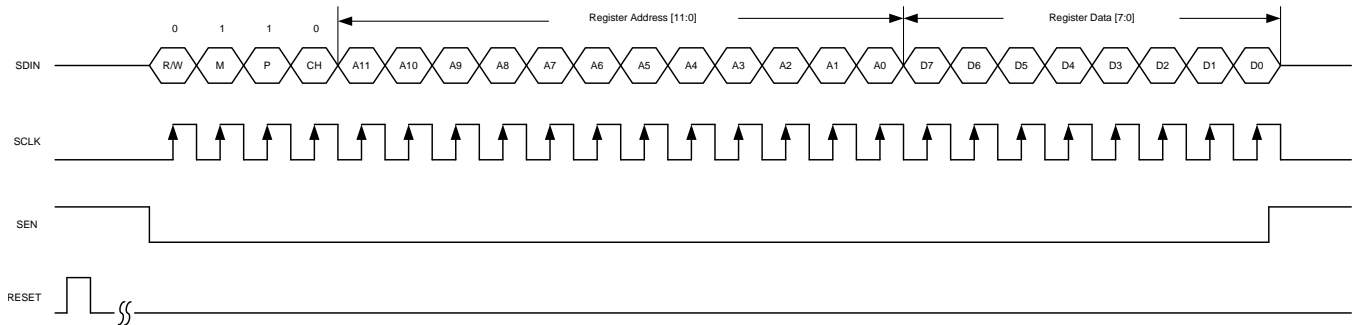 0 1 1 0 Register Address [11:0] Register Data [7:0]
SDIN R/W M P CH A11 A10 A9 A8 A7 A6 A5 A4 A3 A2 A1 A0 D7 D6 D5 D4 D3 D2 D1 D0
SCLK
SEN
RESET